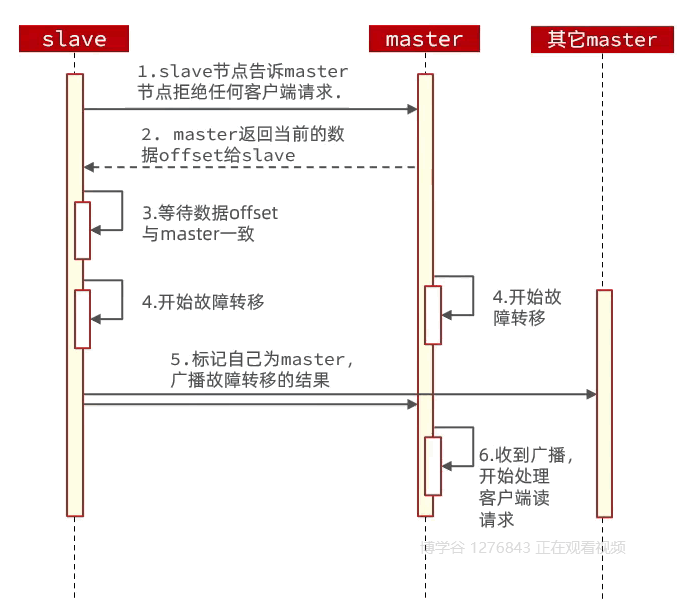 slave
master
其它master
1.slave节点告诉master
节点拒绝任何客户端请求.
2. master返回当前的数
据offset给slave
3.等待数据offset
与master一致
4.开始故障转移
4.开始故
障转移
5.标记自己为master,
广播故障转移的结果
6.收到广播,
开始处理
客户端读
请求
博学谷 1276843 正在观看视频